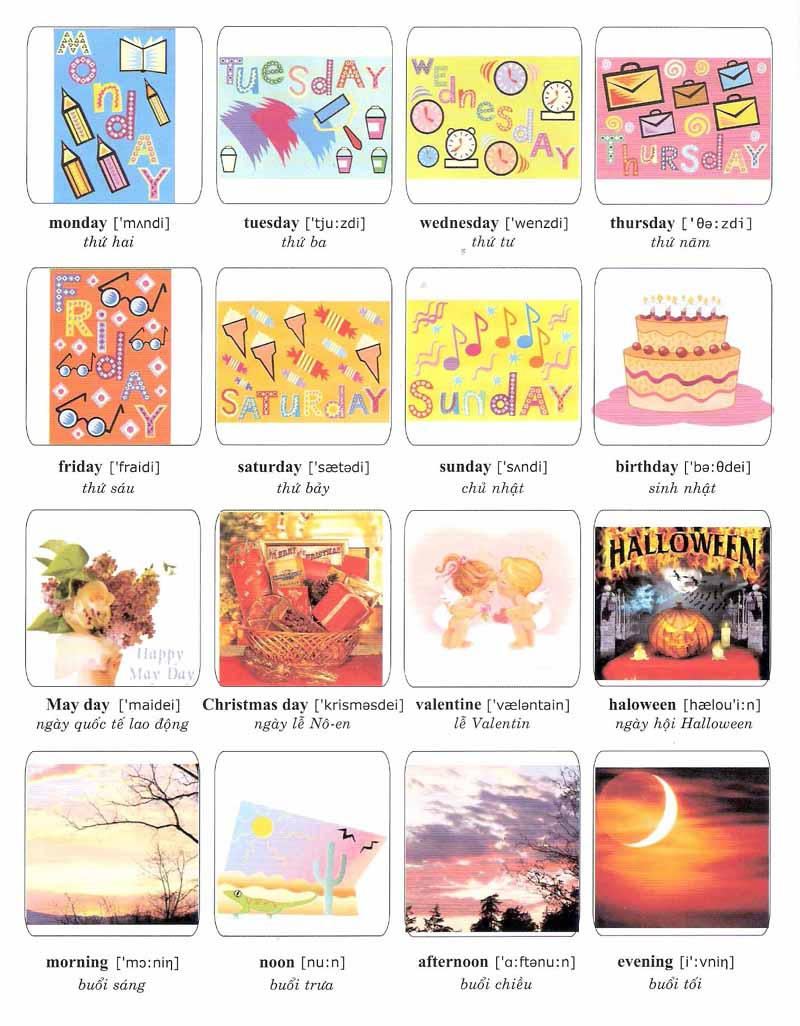 Monday
Tuesday
Wednesday
Thursday
monday ['mʌndi]
thứ hai
tuesday ['tju:zdi]
thứ ba
wednesday ['wenzdi]
thứ tư
thursday ['θə:zdi]
thứ năm
Friday
Saturday
Sunday
friday ['fraidi]
thứ sáu
saturday ['sætədi]
thứ bảy
sunday ['sʌndi]
chủ nhật
birthday ['bə:θdei]
sinh nhật
Happy
May Day
MERRY CHRISTMAS
HALLOWEEN
May day ['maidei]
ngày quốc tế lao động
Christmas day ['krisməsdei]
ngày lễ Nô-en
valentine ['væləntain]
lễ Valentin
haloween [hælou'i:n]
ngày hội Halloween
morning ['mɔ:niŋ]
buổi sáng
noon [nu:n]
buổi trưa
afternoon ['ɑ:ftənu:n]
buổi chiều
evening [i':vniŋ]
buổi tối